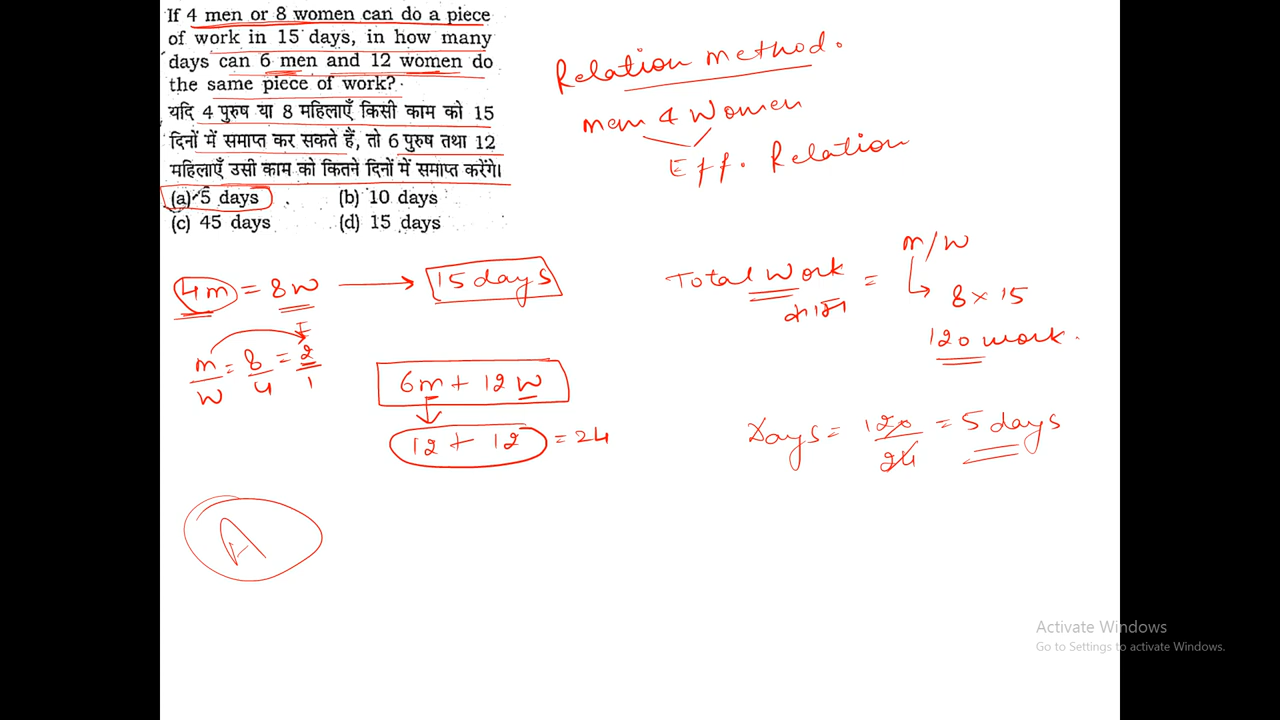 If 4 men or 8 women can do a piece
of work in 15 days, in how many
days can 6 men and 12 women do
the same piece of work?
यदि 4 पुरुष या 8 महिलाएँ किसी काम को 15
दिनों में समाप्त कर सकते हैं, तो 6 पुरुष तथा 12
महिलाएँ उसी काम को कितने दिनों में समाप्त करेंगे।
(a) 5 days (b) 10 days
(c) 45 days (d) 15 days
Relation method.
men & Women
Eff. Relation
4m = 8w → 15 days
m/w = 8/4 = 2/1
6m + 12 w
12 + 12 = 24
m/w
Total Work = 8 × 15
120 work.
Days = 120/24 = 5 days
A
Activate Windows
Go to Settings to activate Windows.